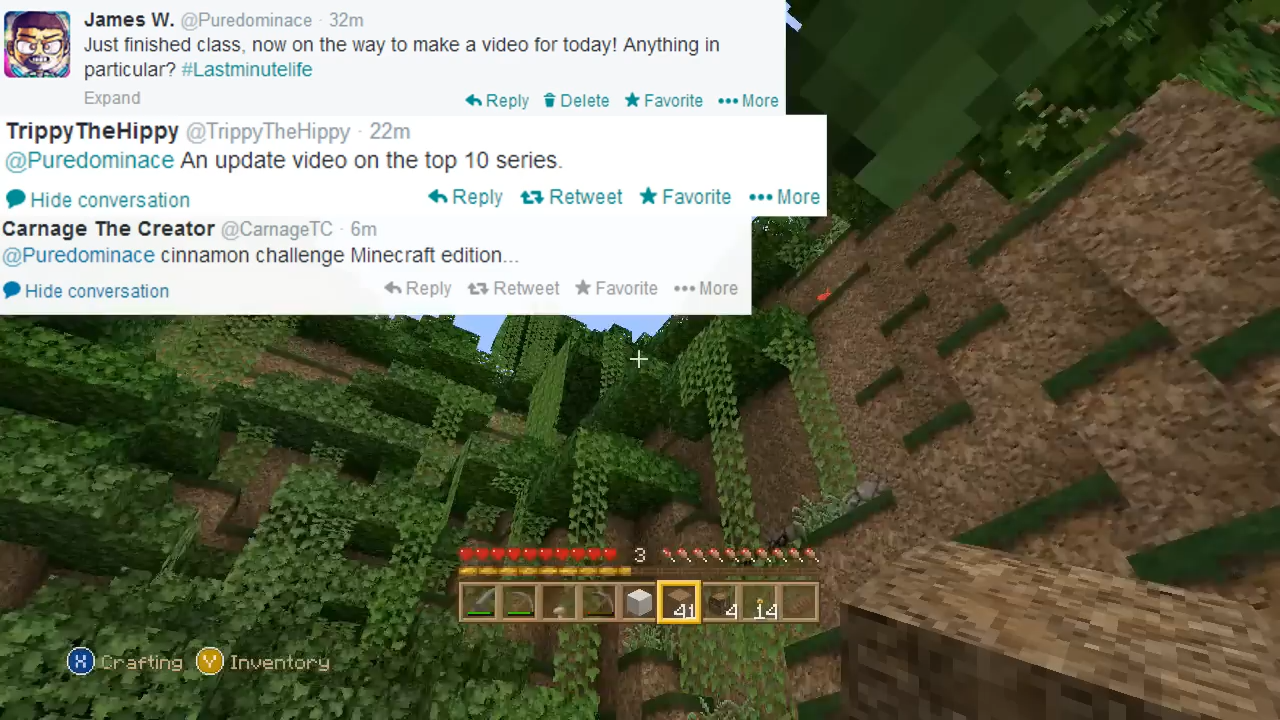 James W. @Puredominace · 32m
Just finished class, now on the way to make a video for today! Anything in
particular? #Lastminutelife
Expand Reply Delete Favorite More
TrippyTheHippy @TrippyTheHippy · 22m
@Puredominace An update video on the top 10 series.
Hide conversation Reply Retweet Favorite More
Carnage The Creator @CarnageTC · 6m
@Puredominace cinnamon challenge Minecraft edition...
Hide conversation Reply Retweet Favorite More
3
41 4 14
X Crafting Y Inventory